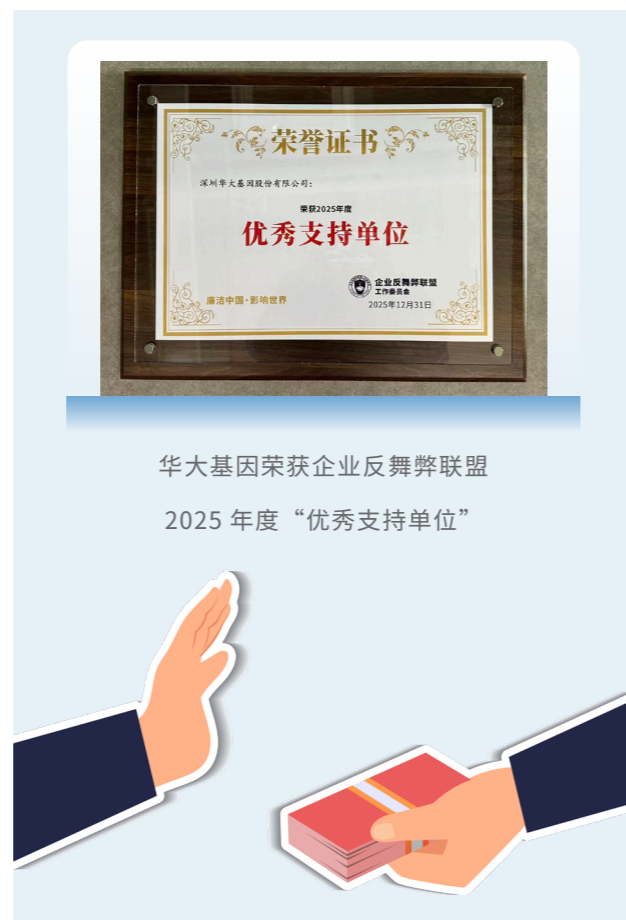 荣誉证书
深圳华大基因股份有限公司：
荣获2025年度
优秀支持单位
廉洁中国·影响世界
企业反舞弊联盟
工作委员会
2025年12月31日
华大基因荣获企业反舞弊联盟
2025 年度“优秀支持单位”